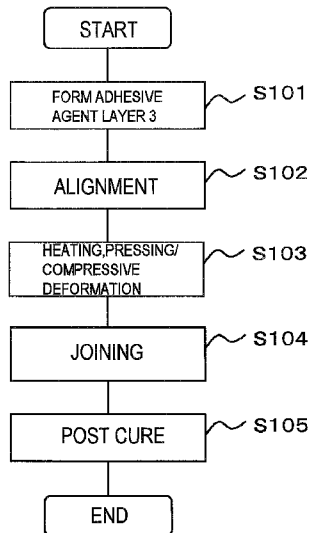 START
FORM ADHESIVE
AGENT LAYER 3
S101
ALIGNMENT
S102
HEATING,PRESSING/
COMPRESSIVE
DEFORMATION
S103
JOINING
S104
POST CURE
S105
END